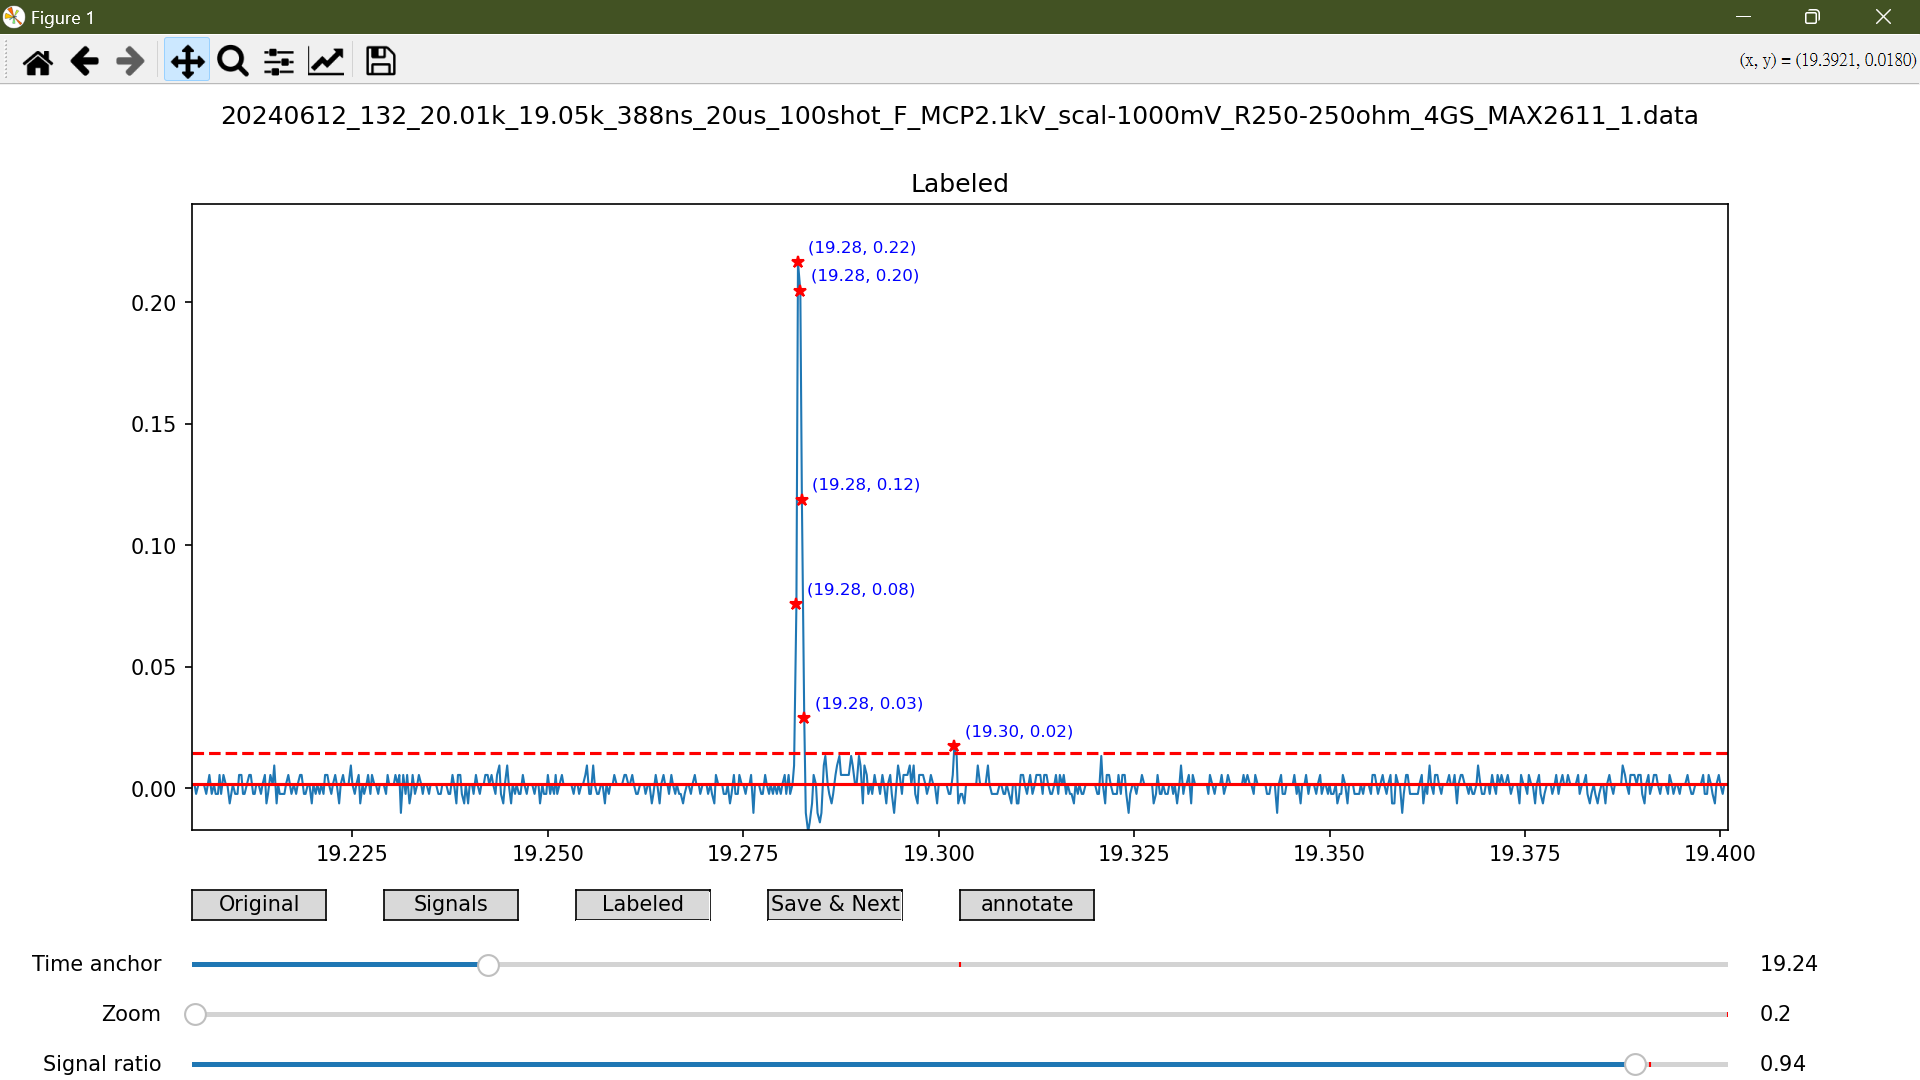 Figure 1
(x, y) = (19.3921, 0.0180)
20240612_132_20.01k_19.05k_388ns_20us_100shot_F_MCP2.1kV_scal-1000mV_R250-250ohm_4GS_MAX2611_1.data
Labeled
(19.28, 0.22)
(19.28, 0.20)
0.20
0.15
(19.28, 0.12)
0.10
(19.28, 0.08)
0.05
(19.28, 0.03)
(19.30, 0.02)
0.00
19.225 19.250 19.275 19.300 19.325 19.350 19.375 19.400
Original Signals Labeled Save & Next annotate
Time anchor 19.24
Zoom 0.2
Signal ratio 0.94